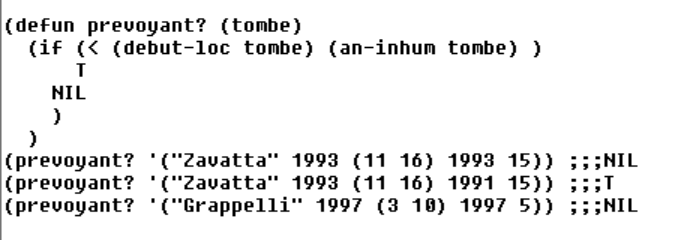 (defun prevoyant? (tombe)
  (if (< (debut-loc tombe) (an-inhum tombe) )
      T
    NIL
    )
  )
(prevoyant? '("Zavatta" 1993 (11 16) 1993 15)) ;;;NIL
(prevoyant? '("Zavatta" 1993 (11 16) 1991 15)) ;;;T
(prevoyant? '("Grappelli" 1997 (3 10) 1997 5)) ;;;NIL